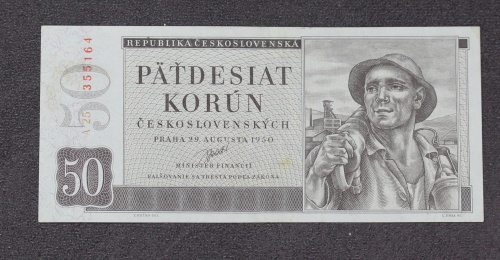 REPUBLIKA ČESKOSLOVENSKÁ
PÄŤDESIAT
KORÚN
ČESKOSLOVENSKÝCH
PRAHA 29. AUGUSTA 1950
MINISTER FINANCIÍ
FALŠOVANIE SA TRESTÁ PODĽA ZÁKONA
50
50
A 25 355164